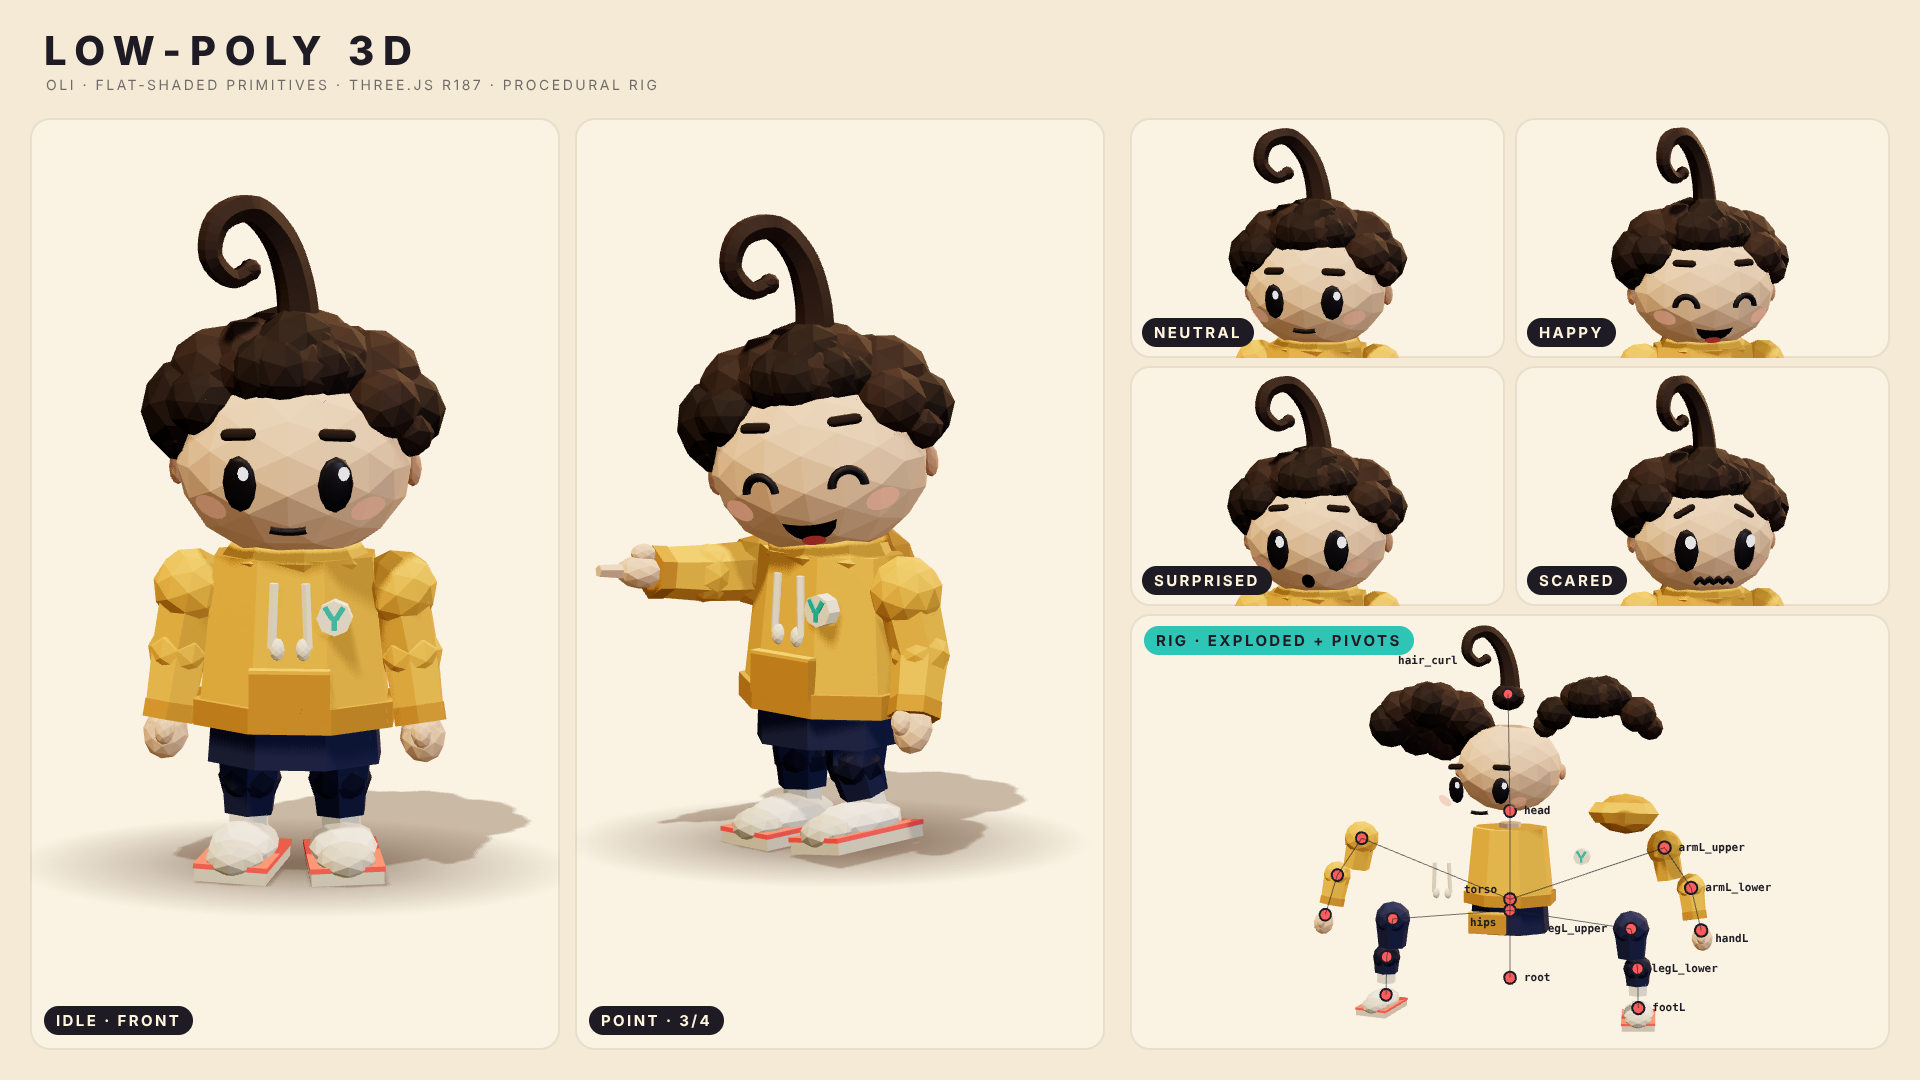 LOW-POLY 3D
OLI · FLAT-SHADED PRIMITIVES · THREE.JS R187 · PROCEDURAL RIG
Y
IDLE · FRONT
Y
POINT · 3/4
NEUTRAL
HAPPY
SURPRISED
SCARED
RIG · EXPLODED + PIVOTS
hair_curl
head
armL_upper
Y
torso
armL_lower
hips
egL_upper
handL
legL_lower
root
footL